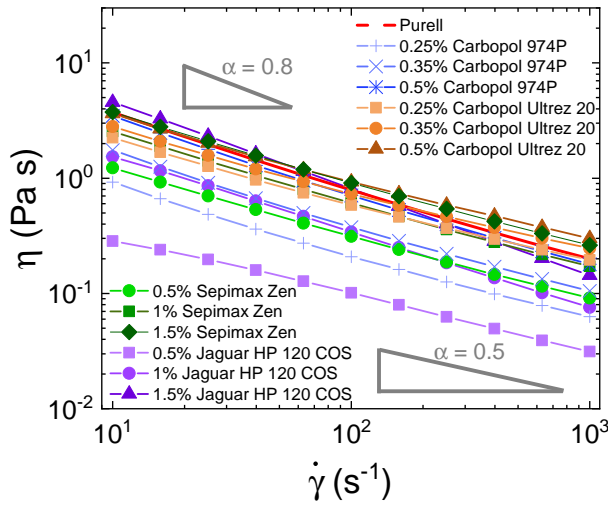 Purell
0.25% Carbopol 974P
0.35% Carbopol 974P
0.5% Carbopol 974P
0.25% Carbopol Ultrez 20
0.35% Carbopol Ultrez 20
0.5% Carbopol Ultrez 20
α = 0.8
10¹
10⁰
10⁻¹
10⁻²
η (Pa s)
0.5% Sepimax Zen
1% Sepimax Zen
1.5% Sepimax Zen
0.5% Jaguar HP 120 COS
1% Jaguar HP 120 COS
1.5% Jaguar HP 120 COS
α = 0.5
10¹ 10² 10³
γ̇ (s⁻¹)